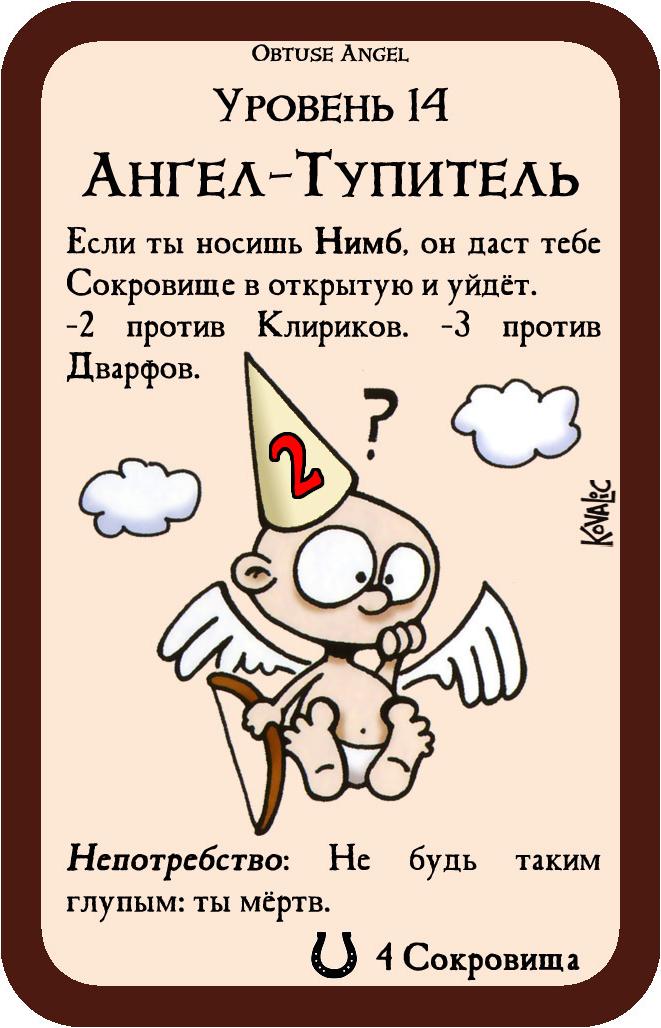 Obtuse Angel
Уровень 14
Ангел-Тупитель
Если ты носишь Нимб, он даст тебе
Сокровище в открытую и уйдёт.
-2 против Клириков. -3 против
Дварфов.
?
2
Kovalic
Непотребство: Не будь таким
глупым: ты мёртв.
4 Сокровища